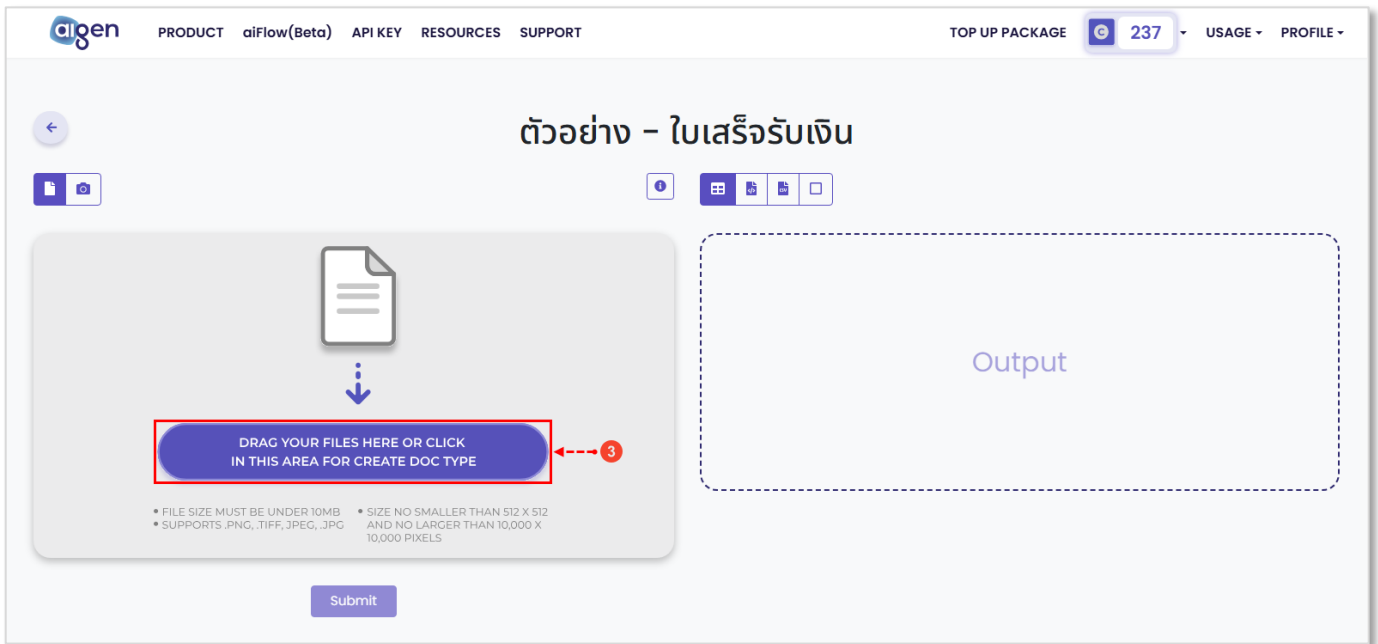 aigen
PRODUCT aiFlow(Beta) API KEY RESOURCES SUPPORT
TOP UP PACKAGE C 237 USAGE PROFILE
ตัวอย่าง - ใบเสร็จรับเงิน
DRAG YOUR FILES HERE OR CLICK
IN THIS AREA FOR CREATE DOC TYPE
3
• FILE SIZE MUST BE UNDER 10MB
• SUPPORTS .PNG, .TIFF, JPEG, .JPG
• SIZE NO SMALLER THAN 512 X 512
AND NO LARGER THAN 10,000 X
10,000 PIXELS
Submit
Output